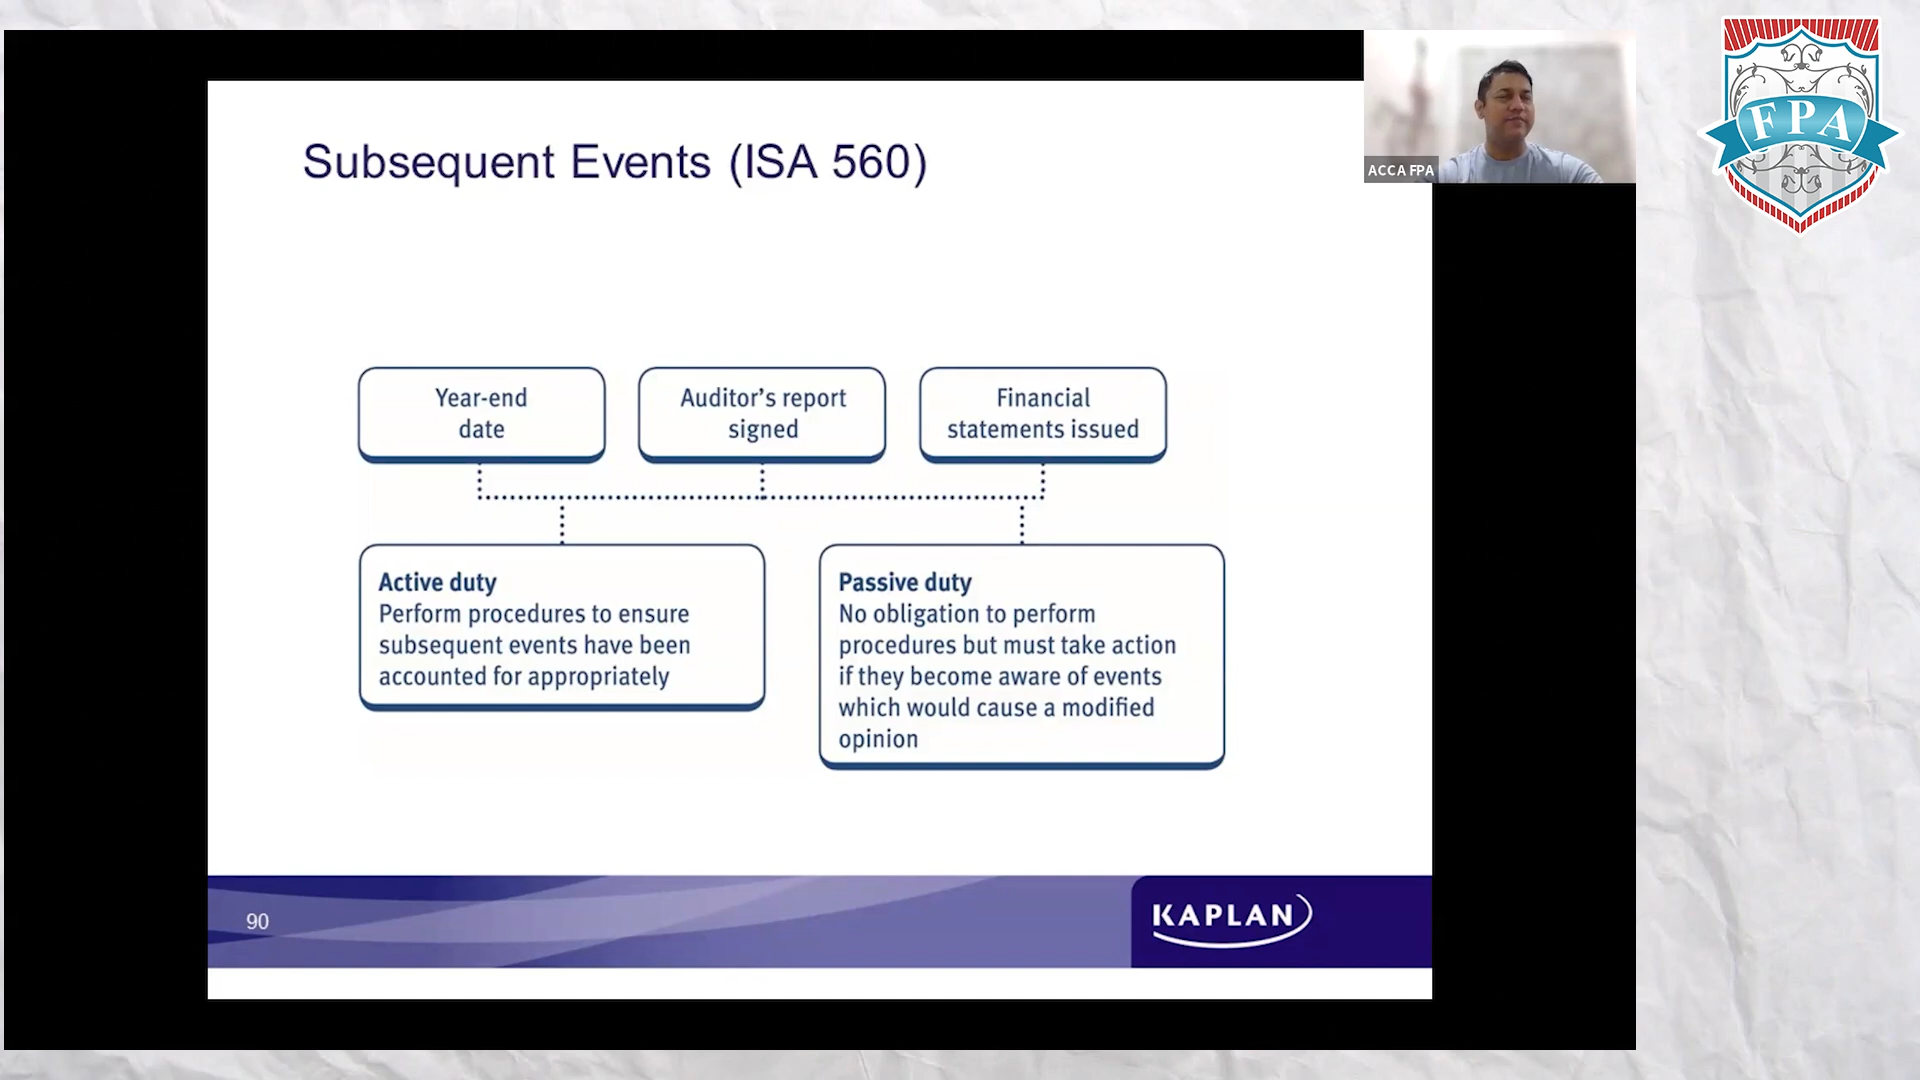 Subsequent Events (ISA 560)
ACCA FPA
FPA
Year-end
date
Auditor’s report
signed
Financial
statements issued
Active duty
Perform procedures to ensure
subsequent events have been
accounted for appropriately
Passive duty
No obligation to perform
procedures but must take action
if they become aware of events
which would cause a modified
opinion
90
KAPLAN